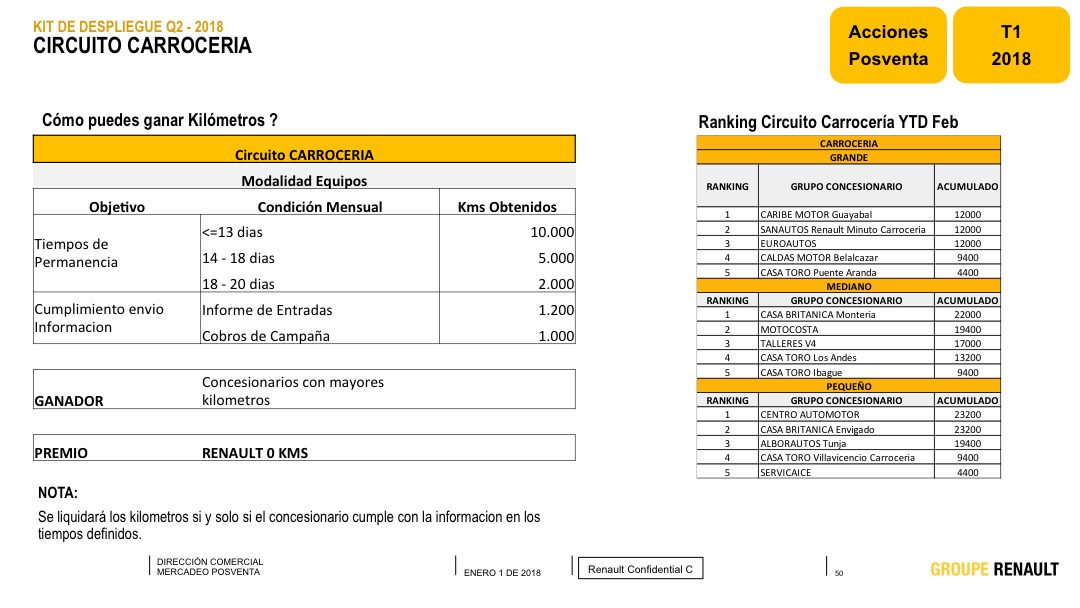 KIT DE DESPLIEGUE Q2 - 2018
CIRCUITO CARROCERIA
Acciones
Posventa
T1
2018
Cómo puedes ganar Kilómetros ?
Circuito CARROCERIA
Modalidad Equipos
Objetivo Condición Mensual Kms Obtenidos
Tiempos de
Permanencia
<=13 dias 10.000
14 - 18 dias 5.000
18 - 20 dias 2.000
Cumplimiento envio
Informacion
Informe de Entradas 1.200
Cobros de Campaña 1.000
GANADOR
Concesionarios con mayores
kilometros
PREMIO RENAULT 0 KMS
NOTA:
Se liquidará los kilometros si y solo si el concesionario cumple con la informacion en los
tiempos definidos.
Ranking Circuito Carrocería YTD Feb
CARROCERIA
GRANDE
RANKING GRUPO CONCESIONARIO ACUMULADO
1 CARIBE MOTOR Guayabal 12000
2 SANAUTOS Renault Minuto Carroceria 12000
3 EUROAUTOS 12000
4 CALDAS MOTOR Belalcazar 9400
5 CASA TORO Puente Aranda 4400
MEDIANO
RANKING GRUPO CONCESIONARIO ACUMULADO
1 CASA BRITANICA Monteria 22000
2 MOTOCOSTA 19400
3 TALLERES V4 17000
4 CASA TORO Los Andes 13200
5 CASA TORO Ibague 9400
PEQUEÑO
RANKING GRUPO CONCESIONARIO ACUMULADO
1 CENTRO AUTOMOTOR 23200
2 CASA BRITANICA Envigado 23200
3 ALBORAUTOS Tunja 19400
4 CASA TORO Villavicencio Carroceria 9400
5 SERVICAICE 4400
DIRECCIÓN COMERCIAL
MERCADEO POSVENTA
ENERO 1 DE 2018
Renault Confidential C
50
GROUPE RENAULT